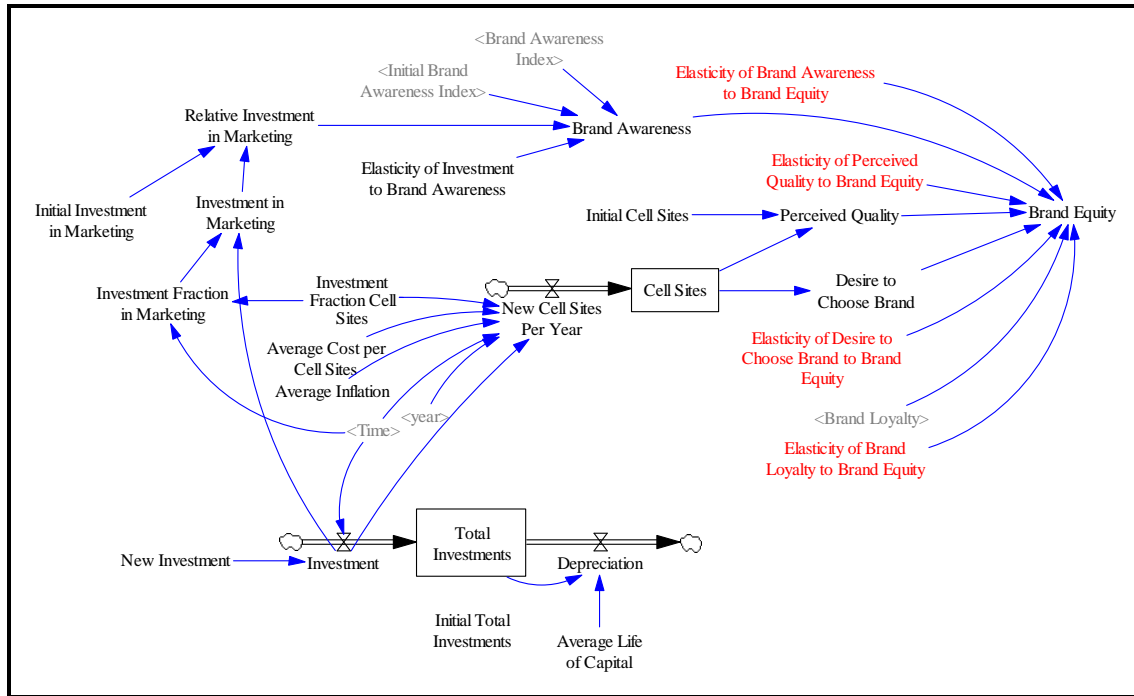 <Brand Awareness
Index>
<Initial Brand
Awareness Index>
Elasticity of Brand Awareness
to Brand Equity
Relative Investment
in Marketing
Brand Awareness
Elasticity of Investment
to Brand Awareness
Elasticity of Perceived
Quality to Brand Equity
Initial Investment
in Marketing
Investment in
Marketing
Initial Cell Sites
Perceived Quality
Brand Equity
Investment Fraction
in Marketing
Investment
Fraction Cell
Sites
New Cell Sites
Per Year
Cell Sites
Desire to
Choose Brand
Average Cost per
Cell Sites
Average Inflation
Elasticity of Desire to
Choose Brand to Brand
Equity
<Time>
<year>
<Brand Loyalty>
Elasticity of Brand
Loyalty to Brand Equity
New Investment
Investment
Total
Investments
Depreciation
Initial Total
Investments
Average Life
of Capital